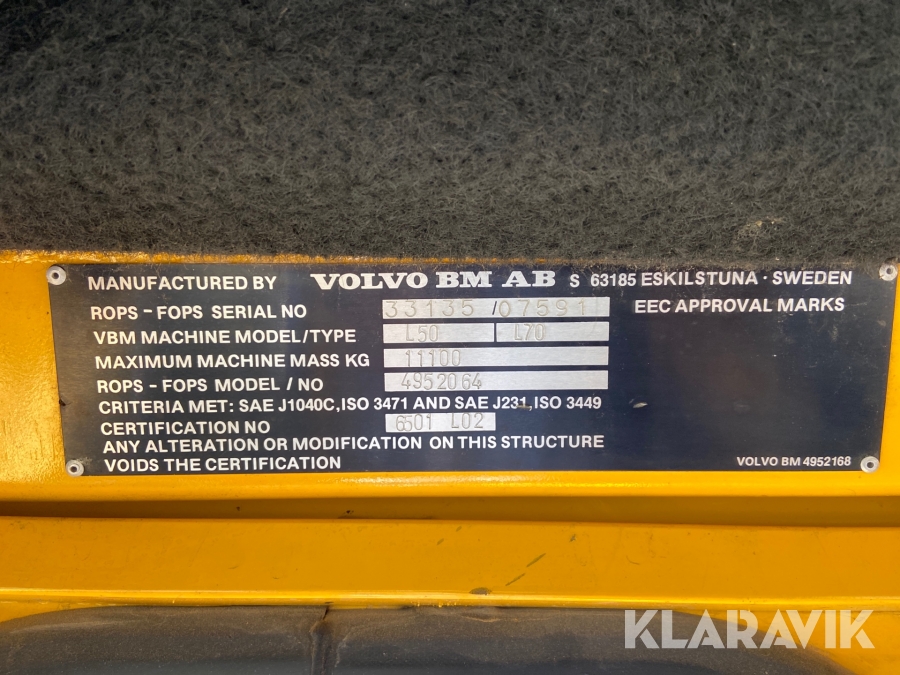 MANUFACTURED BY VOLVO BM AB S 63185 ESKILSTUNA · SWEDEN
ROPS - FOPS SERIAL NO 33135 /07591 EEC APPROVAL MARKS
VBM MACHINE MODEL/TYPE L50 L70
MAXIMUM MACHINE MASS KG 11100
ROPS - FOPS MODEL / NO 4952064
CRITERIA MET: SAE J1040C, ISO 3471 AND SAE J231, ISO 3449
CERTIFICATION NO 6501 L02
ANY ALTERATION OR MODIFICATION ON THIS STRUCTURE
VOIDS THE CERTIFICATION
VOLVO BM 4952168
KLARAVIK